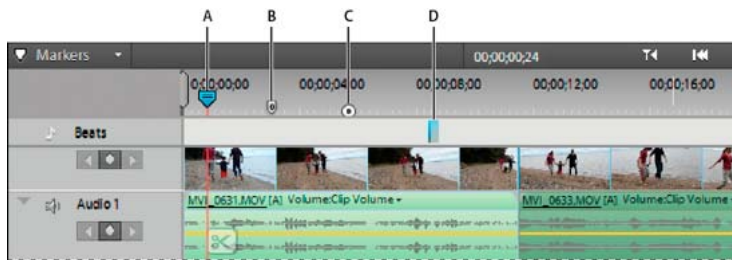 A B C D
Markers 00;00;00;24
0;00;00;00 00;00;04;00 00;00;08;00 00;00;12;00 00;00;16;00
Beats
Audio 1 MVI_0631.MOV [A] Volume:Clip Volume MVI_0633.MOV [A] Volume:Clip Volume